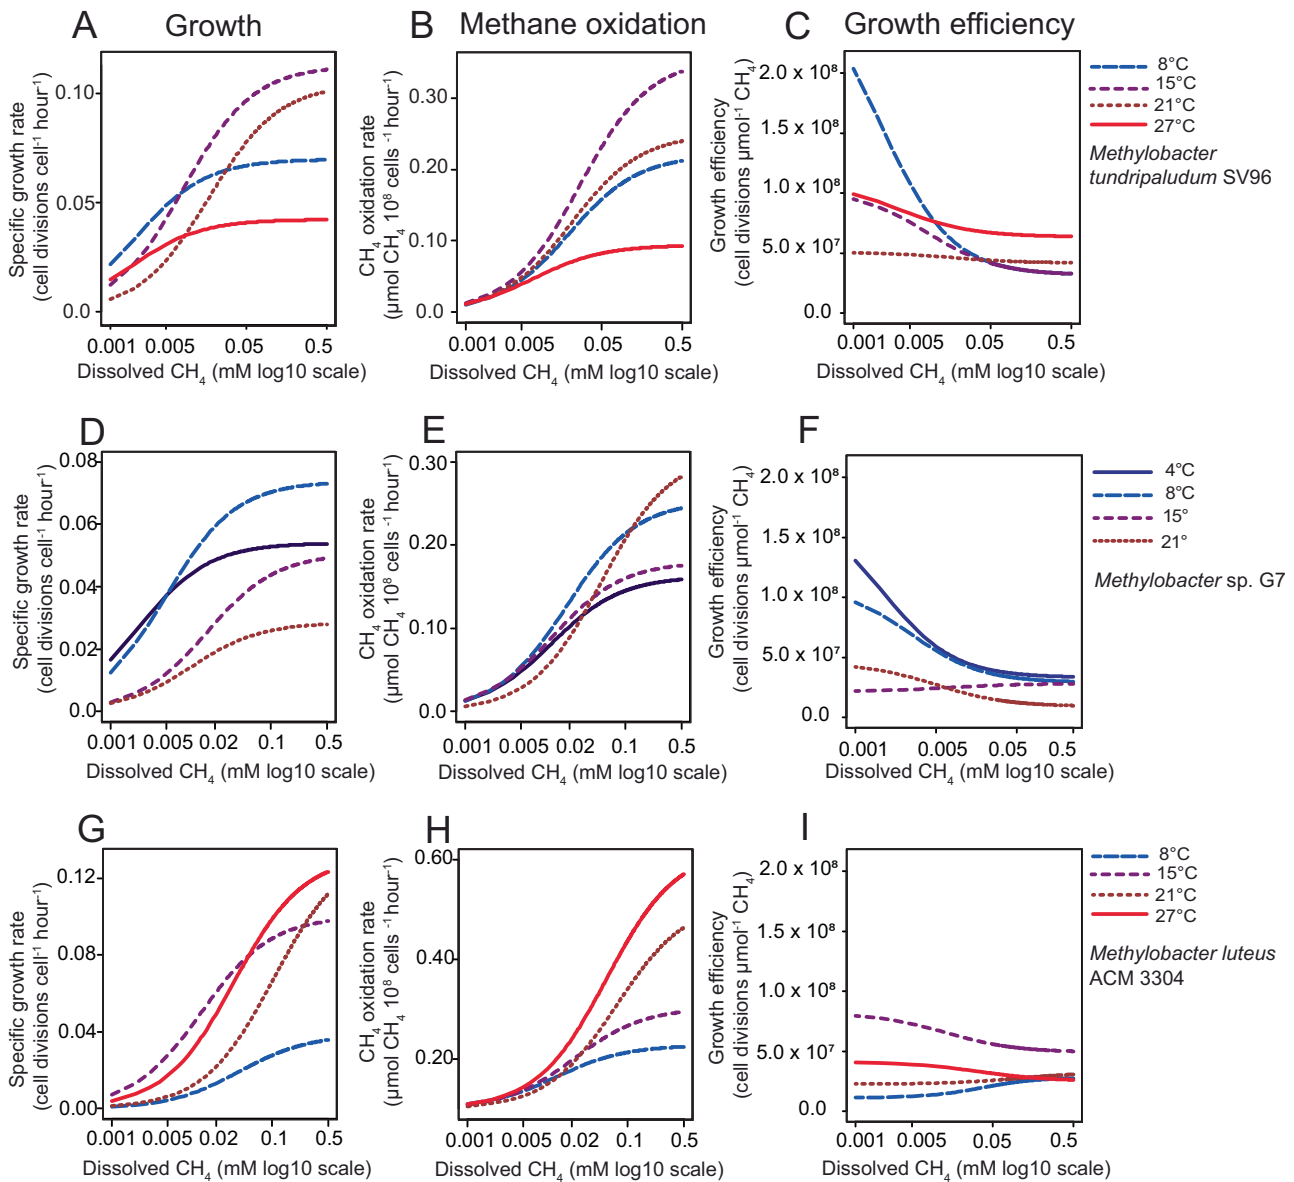 A Growth
B Methane oxidation
C Growth efficiency
Specific growth rate
(cell divisions cell⁻¹ hour⁻¹)
0.10
0.05
0.0
0.001 0.005 0.05 0.5
Dissolved CH₄ (mM log10 scale)
CH₄ oxidation rate
(µmol CH₄ 10⁸ cells ⁻¹ hour⁻¹)
0.30
0.20
0.10
0.0
0.001 0.005 0.05 0.5
Dissolved CH₄ (mM log10 scale)
Growth efficiency
(cell divisions µmol⁻¹ CH₄)
2.0 x 10⁸
1.5 x 10⁸
1.0 x 10⁸
5.0 x 10⁷
0.0
0.001 0.005 0.05 0.5
Dissolved CH₄ (mM log10 scale)
8°C
15°C
21°C
27°C
Methylobacter
tundripaludum SV96
D
Specific growth rate
(cell divisions cell⁻¹ hour⁻¹)
0.08
0.06
0.04
0.02
0.0
0.001 0.005 0.02 0.1 0.5
Dissolved CH₄ (mM log10 scale)
E
CH₄ oxidation rate
(µmol CH₄ 10⁸ cells ⁻¹ hour⁻¹)
0.30
0.20
0.10
0.0
0.001 0.005 0.02 0.1 0.5
Dissolved CH₄ (mM log10 scale)
F
Growth efficiency
(cell divisions µmol⁻¹ CH₄)
2.0 x 10⁸
1.5 x 10⁸
1.0 x 10⁸
5.0 x 10⁷
0.0
0.001 0.005 0.05 0.5
Dissolved CH₄ (mM log10 scale)
4°C
8°C
15°
21°
Methylobacter sp. G7
G
Specific growth rate
(cell divisions cell⁻¹ hour⁻¹)
0.12
0.08
0.04
0.00
0.001 0.005 0.02 0.1 0.5
Dissolved CH₄ (mM log10 scale)
H
CH₄ oxidation rate
(µmol CH₄ 10⁸ cells ⁻¹ hour⁻¹)
0.60
0.40
0.20
0.001 0.005 0.02 0.1 0.5
Dissolved CH₄ (mM log10 scale)
I
Growth efficiency
(cell divisions µmol⁻¹ CH₄)
2.0 x 10⁸
1.5 x 10⁸
1.0 x 10⁸
5.0 x 10⁷
0.0
0.001 0.005 0.05 0.5
Dissolved CH₄ (mM log10 scale)
8°C
15°C
21°C
27°C
Methylobacter luteus
ACM 3304